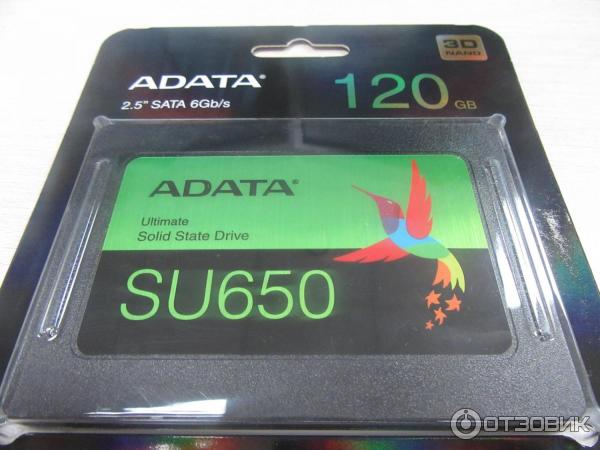 ADATA®
2.5" SATA 6Gb/s
120 GB
3D
NAND
ADATA®
Ultimate
Solid State Drive
SU650
ОТЗОВИК